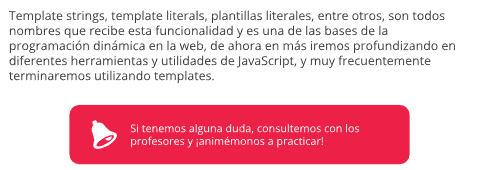 Template strings, template literals, plantillas literales, entre otros, son todos
nombres que recibe esta funcionalidad y es una de las bases de la
programación dinámica en la web, de ahora en más iremos profundizando en
diferentes herramientas y utilidades de JavaScript, y muy frecuentemente
terminaremos utilizando templates.
Si tenemos alguna duda, consultemos con los
profesores y ¡animémonos a practicar!